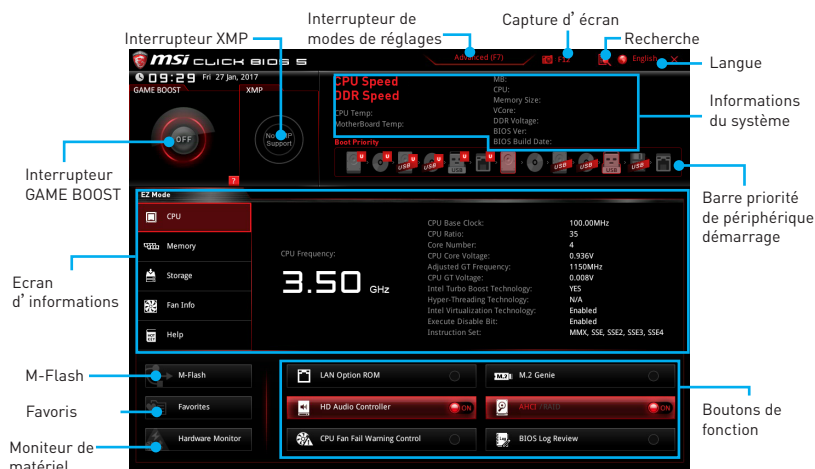 Interrupteur de
modes de réglages
Capture d’écran
Interrupteur XMP
Recherche
Langue
msi CLICK BIOS 5
Advanced (F7)
F12
English
X
09:29 Fri 27 Jan, 2017
GAME BOOST
XMP
OFF
No XMP
Support
?
CPU Speed
DDR Speed
CPU Temp:
MotherBoard Temp:
MB:
CPU:
Memory Size:
VCore:
DDR Voltage:
BIOS Ver:
BIOS Build Date:
Boot Priority
U
U
U
USB
U
USB
U
USB
U
USB
USB
USB
USB
Informations
du système
Interrupteur
GAME BOOST
Barre priorité
de périphérique
démarrage
EZ Mode
CPU
Memory
Storage
Fan Info
Help
CPU Frequency:
3.50 GHz
CPU Base Clock: 100.00MHz
CPU Ratio: 35
Core Number: 4
CPU Core Voltage: 0.936V
Adjusted GT Frequency: 1150MHz
CPU GT Voltage: 0.008V
Intel Turbo Boost Technology: YES
Hyper-Threading Technology: N/A
Intel Virtualization Technology: Enabled
Execute Disable Bit: Enabled
Instruction Set: MMX, SSE, SSE2, SSE3, SSE4
Ecran
d’informations
M-Flash
Favoris
Moniteur de
matériel
M-Flash
Favorites
Hardware Monitor
LAN Option ROM
M.2 Genie
HD Audio Controller ON
AHCI /RAID ON
CPU Fan Fail Warning Control
BIOS Log Review
Boutons de
fonction